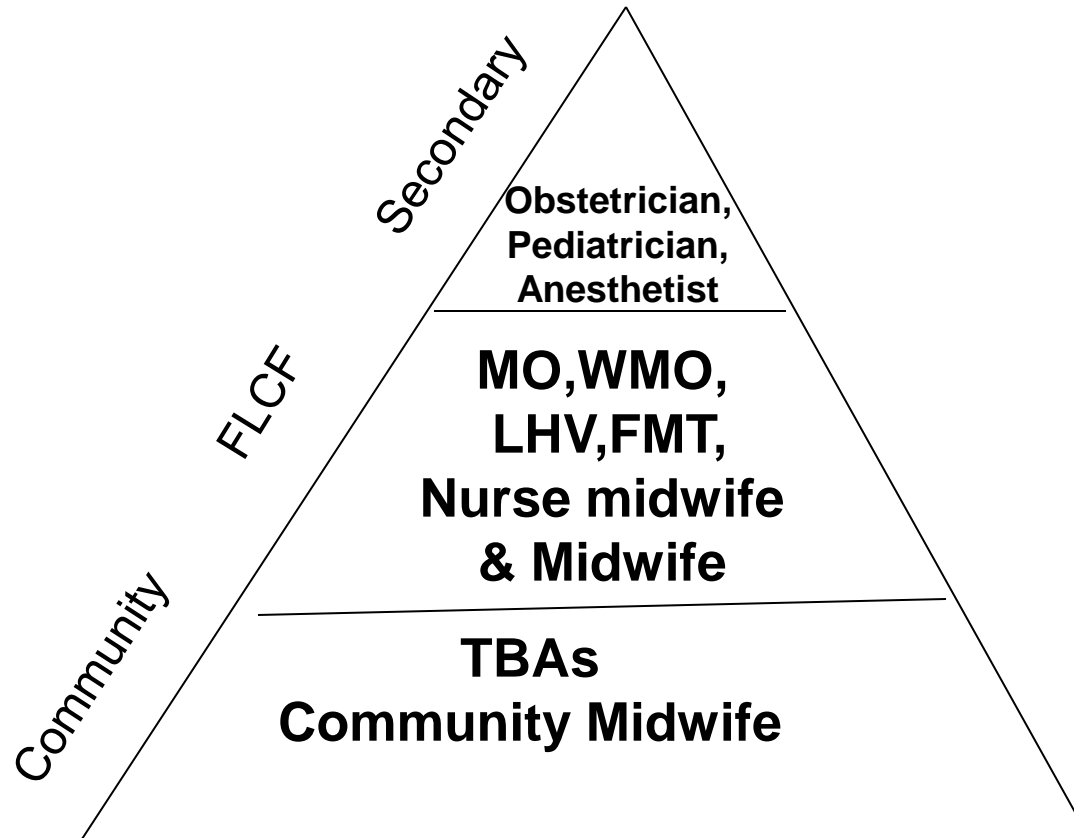 Secondary
Obstetrician,
Pediatrician,
Anesthetist
FLCF
MO,WMO,
LHV,FMT,
Nurse midwife
& Midwife
Community
TBAs
Community Midwife